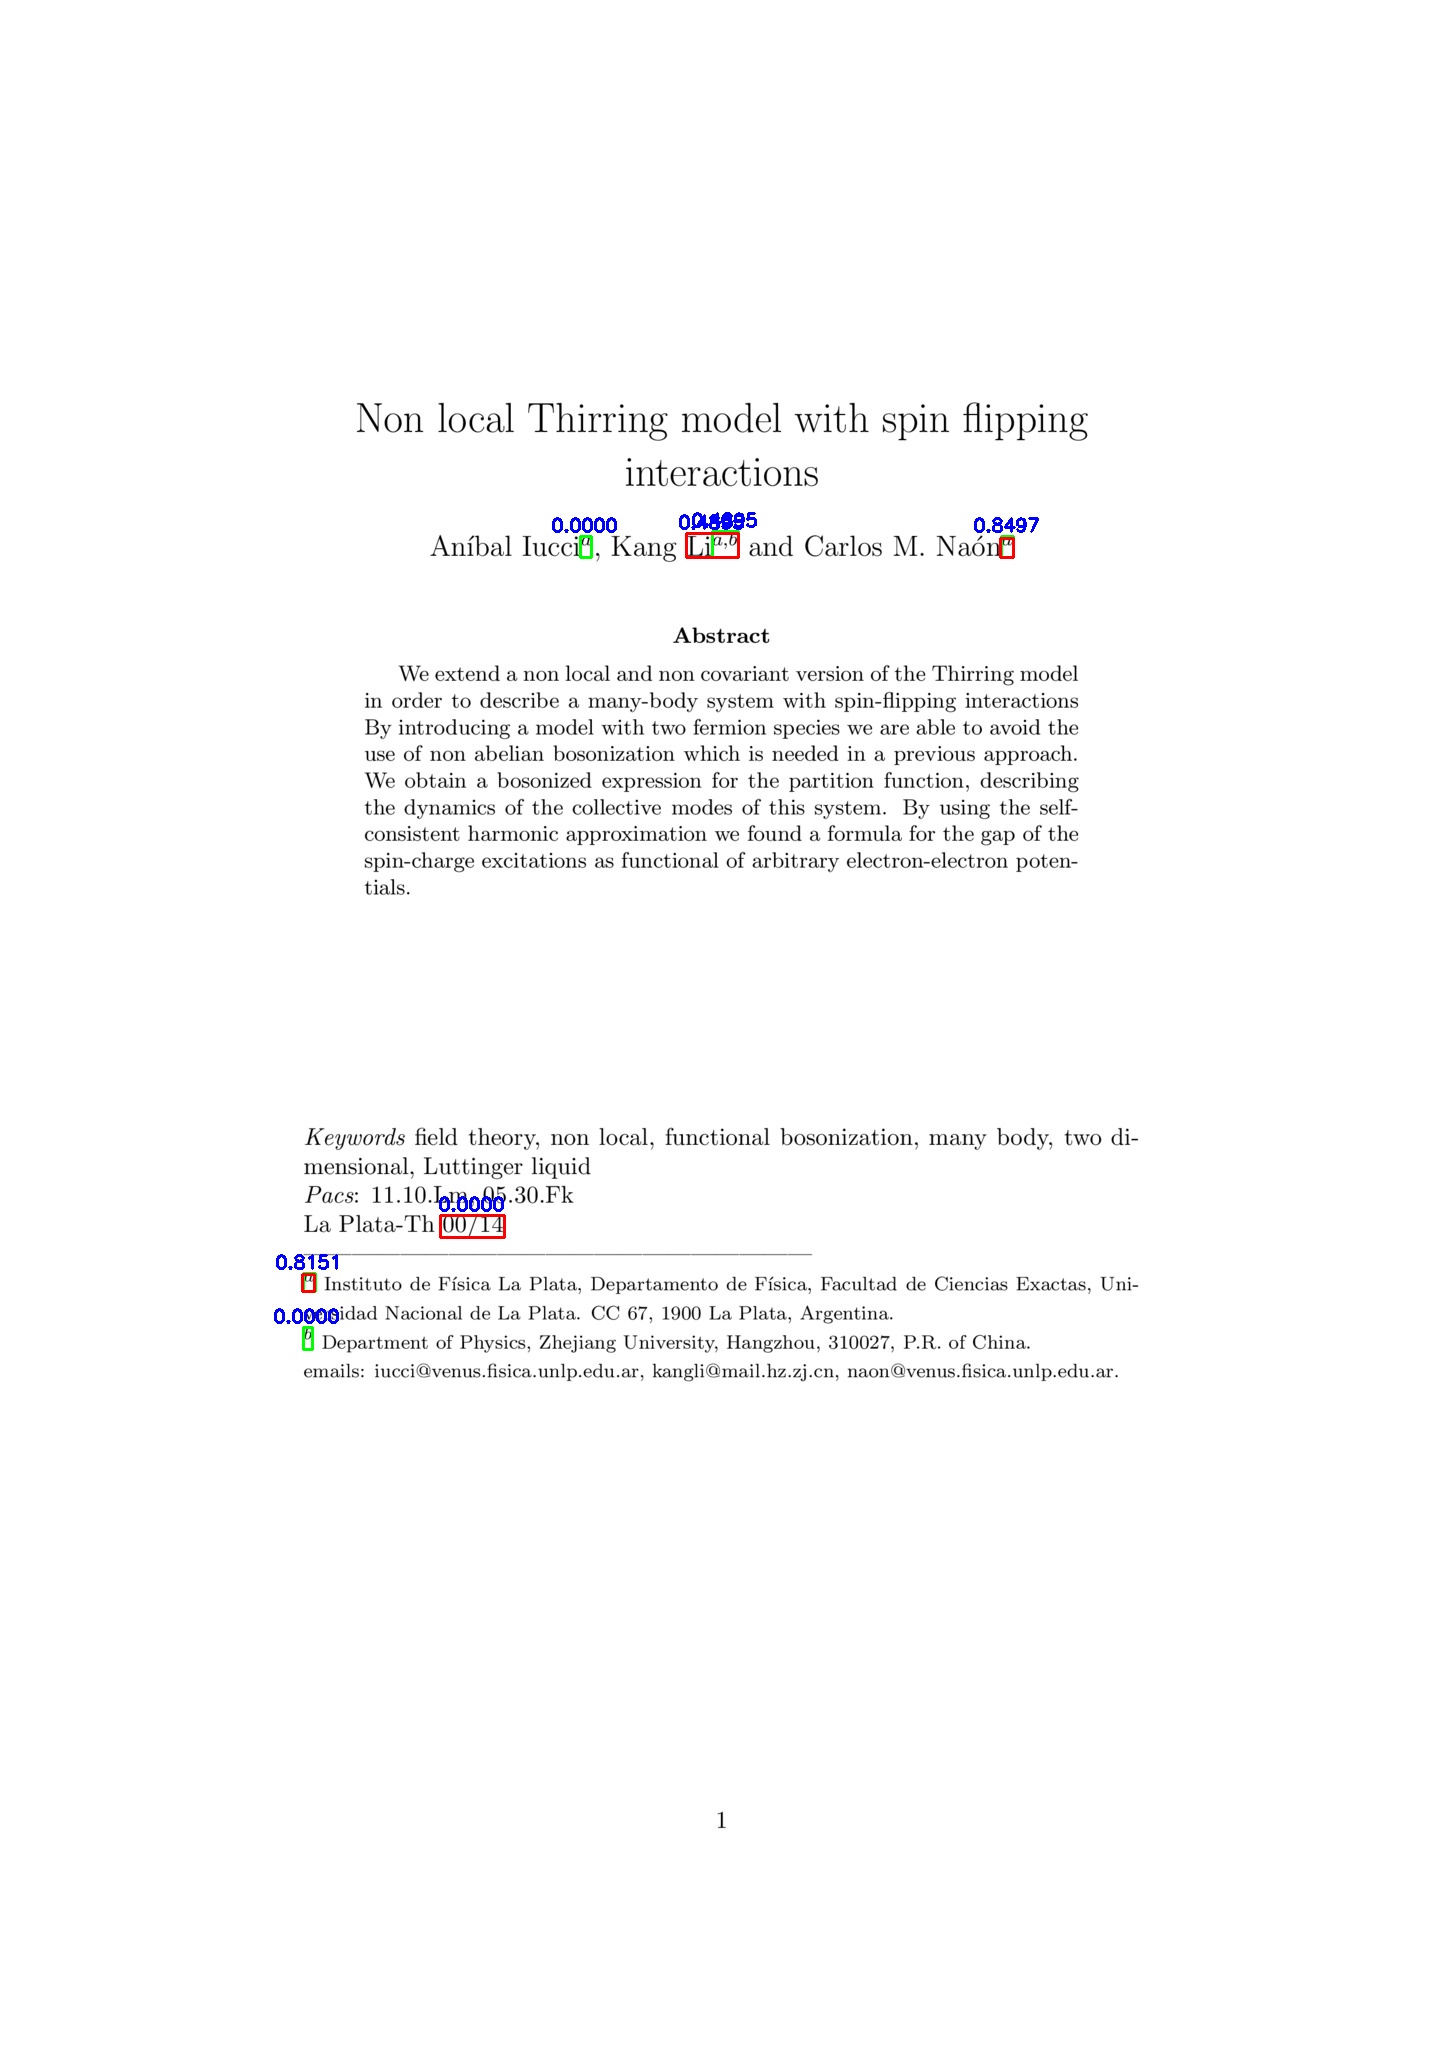 Non local Thirring model with spin flipping
interactions
0.0000 0.8497
Aníbal Iucci^a, Kang Li^a,b and Carlos M. Naón^a
Abstract
We extend a non local and non covariant version of the Thirring model
in order to describe a many-body system with spin-flipping interactions
By introducing a model with two fermion species we are able to avoid the
use of non abelian bosonization which is needed in a previous approach.
We obtain a bosonized expression for the partition function, describing
the dynamics of the collective modes of this system. By using the self-
consistent harmonic approximation we found a formula for the gap of the
spin-charge excitations as functional of arbitrary electron-electron poten-
tials.
Keywords field theory, non local, functional bosonization, many body, two di-
mensional, Luttinger liquid
Pacs: 11.10.Lm, 05.30.Fk
0.0000
La Plata-Th 00/14
0.8151
^a Instituto de Física La Plata, Departamento de Física, Facultad de Ciencias Exactas, Uni-
versidad Nacional de La Plata. CC 67, 1900 La Plata, Argentina.
0.0000
^b Department of Physics, Zhejiang University, Hangzhou, 310027, P.R. of China.
emails: iucci@venus.fisica.unlp.edu.ar, kangli@mail.hz.zj.cn, naon@venus.fisica.unlp.edu.ar.
1